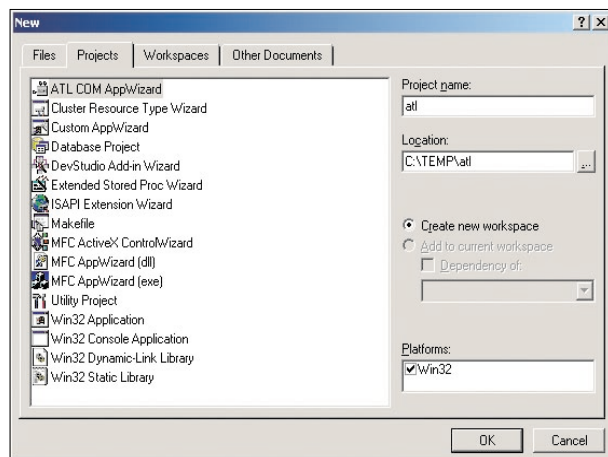 New
Files
Projects
Workspaces
Other Documents
ATL COM AppWizard
Cluster Resource Type Wizard
Custom AppWizard
Database Project
DevStudio Add-in Wizard
Extended Stored Proc Wizard
ISAPI Extension Wizard
Makefile
MFC ActiveX ControlWizard
MFC AppWizard (dll)
MFC AppWizard (exe)
Utility Project
Win32 Application
Win32 Console Application
Win32 Dynamic-Link Library
Win32 Static Library
Project name:
atl
Location:
C:\TEMP\atl
...
Create new workspace
Add to current workspace
Dependency of:
Platforms:
Win32
OK
Cancel